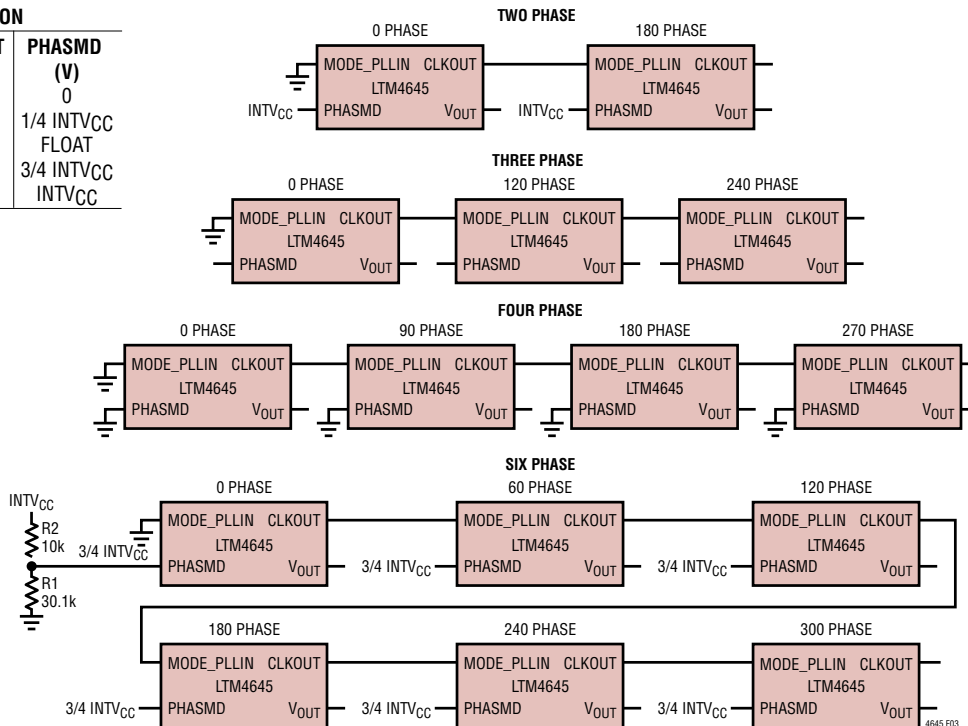 ON
T PHASMD
(V)
0
1/4 INTVCC
FLOAT
3/4 INTVCC
INTVCC
TWO PHASE
0 PHASE 180 PHASE
MODE_PLLIN CLKOUT MODE_PLLIN CLKOUT
LTM4645 LTM4645
INTVCC PHASMD VOUT INTVCC PHASMD VOUT
THREE PHASE
0 PHASE 120 PHASE 240 PHASE
MODE_PLLIN CLKOUT MODE_PLLIN CLKOUT MODE_PLLIN CLKOUT
LTM4645 LTM4645 LTM4645
PHASMD VOUT PHASMD VOUT PHASMD VOUT
FOUR PHASE
0 PHASE 90 PHASE 180 PHASE 270 PHASE
MODE_PLLIN CLKOUT MODE_PLLIN CLKOUT MODE_PLLIN CLKOUT MODE_PLLIN CLKOUT
LTM4645 LTM4645 LTM4645 LTM4645
PHASMD VOUT PHASMD VOUT PHASMD VOUT PHASMD VOUT
SIX PHASE
0 PHASE 60 PHASE 120 PHASE
INTVCC
R2
10k
3/4 INTVCC
R1
30.1k
MODE_PLLIN CLKOUT MODE_PLLIN CLKOUT MODE_PLLIN CLKOUT
LTM4645 LTM4645 LTM4645
PHASMD VOUT 3/4 INTVCC PHASMD VOUT 3/4 INTVCC PHASMD VOUT
180 PHASE 240 PHASE 300 PHASE
MODE_PLLIN CLKOUT MODE_PLLIN CLKOUT MODE_PLLIN CLKOUT
LTM4645 LTM4645 LTM4645
3/4 INTVCC PHASMD VOUT 3/4 INTVCC PHASMD VOUT 3/4 INTVCC PHASMD VOUT
4645 F03